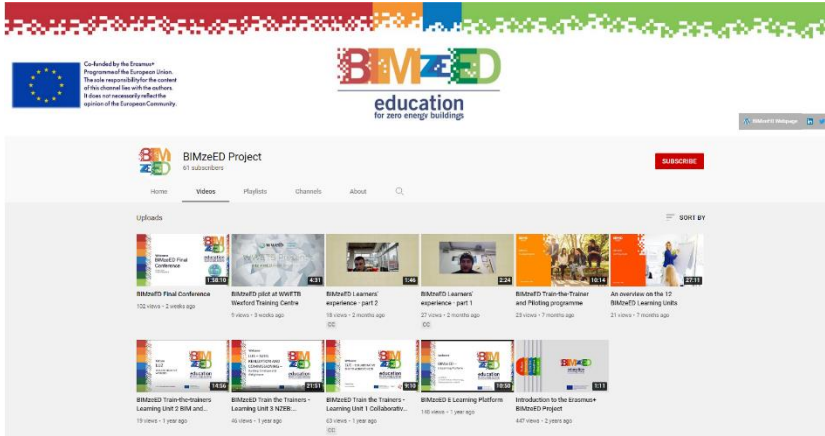 Co-funded by the Erasmus+
Programme of the European Union.
The sole responsibility for the content
of this channel lies with the authors.
It does not necessarily reflect the
opinion of the European Community.
BIMzeED
education
for zero energy buildings
BIMzeED Webpage
BIM
ZEED
BIMzeED Project
61 subscribers
SUBSCRIBE
Home Videos Playlists Channels About
Uploads
SORT BY
BIMzeED Final
Conference
education
1:58:10
4:31
1:46
2:24
10:14
27:11
BIMzeED Final Conference
102 views • 2 weeks ago
BIMzeED pilot at WWETB
Wexford Training Centre
5 views • 3 weeks ago
BIMzeED Learners'
experience - part 2
18 views • 2 months ago
CC
BIMzeED Learners'
experience - part 1
27 views • 2 months ago
CC
BIMzeED Train-the-Trainer
and Piloting programme
23 views • 7 months ago
An overview on the 12
BIMzeED Learning Units
21 views • 7 months ago
14:56
21:51
9:10
18:50
1:11
BIMzeED Train-the-trainers
Learning Unit 2 BIM and...
19 views • 1 year ago
BIMzeED Train the Trainers -
Learning Unit 3 NZEB:...
46 views • 1 year ago
BIMzeED Train the Trainers -
Learning Unit 1 Collaborativ...
63 views • 1 year ago
CC
BIMzeED E Learning Platform
148 views • 1 year ago
Introduction to the Erasmus+
BIMzeED Project
447 views • 2 years ago